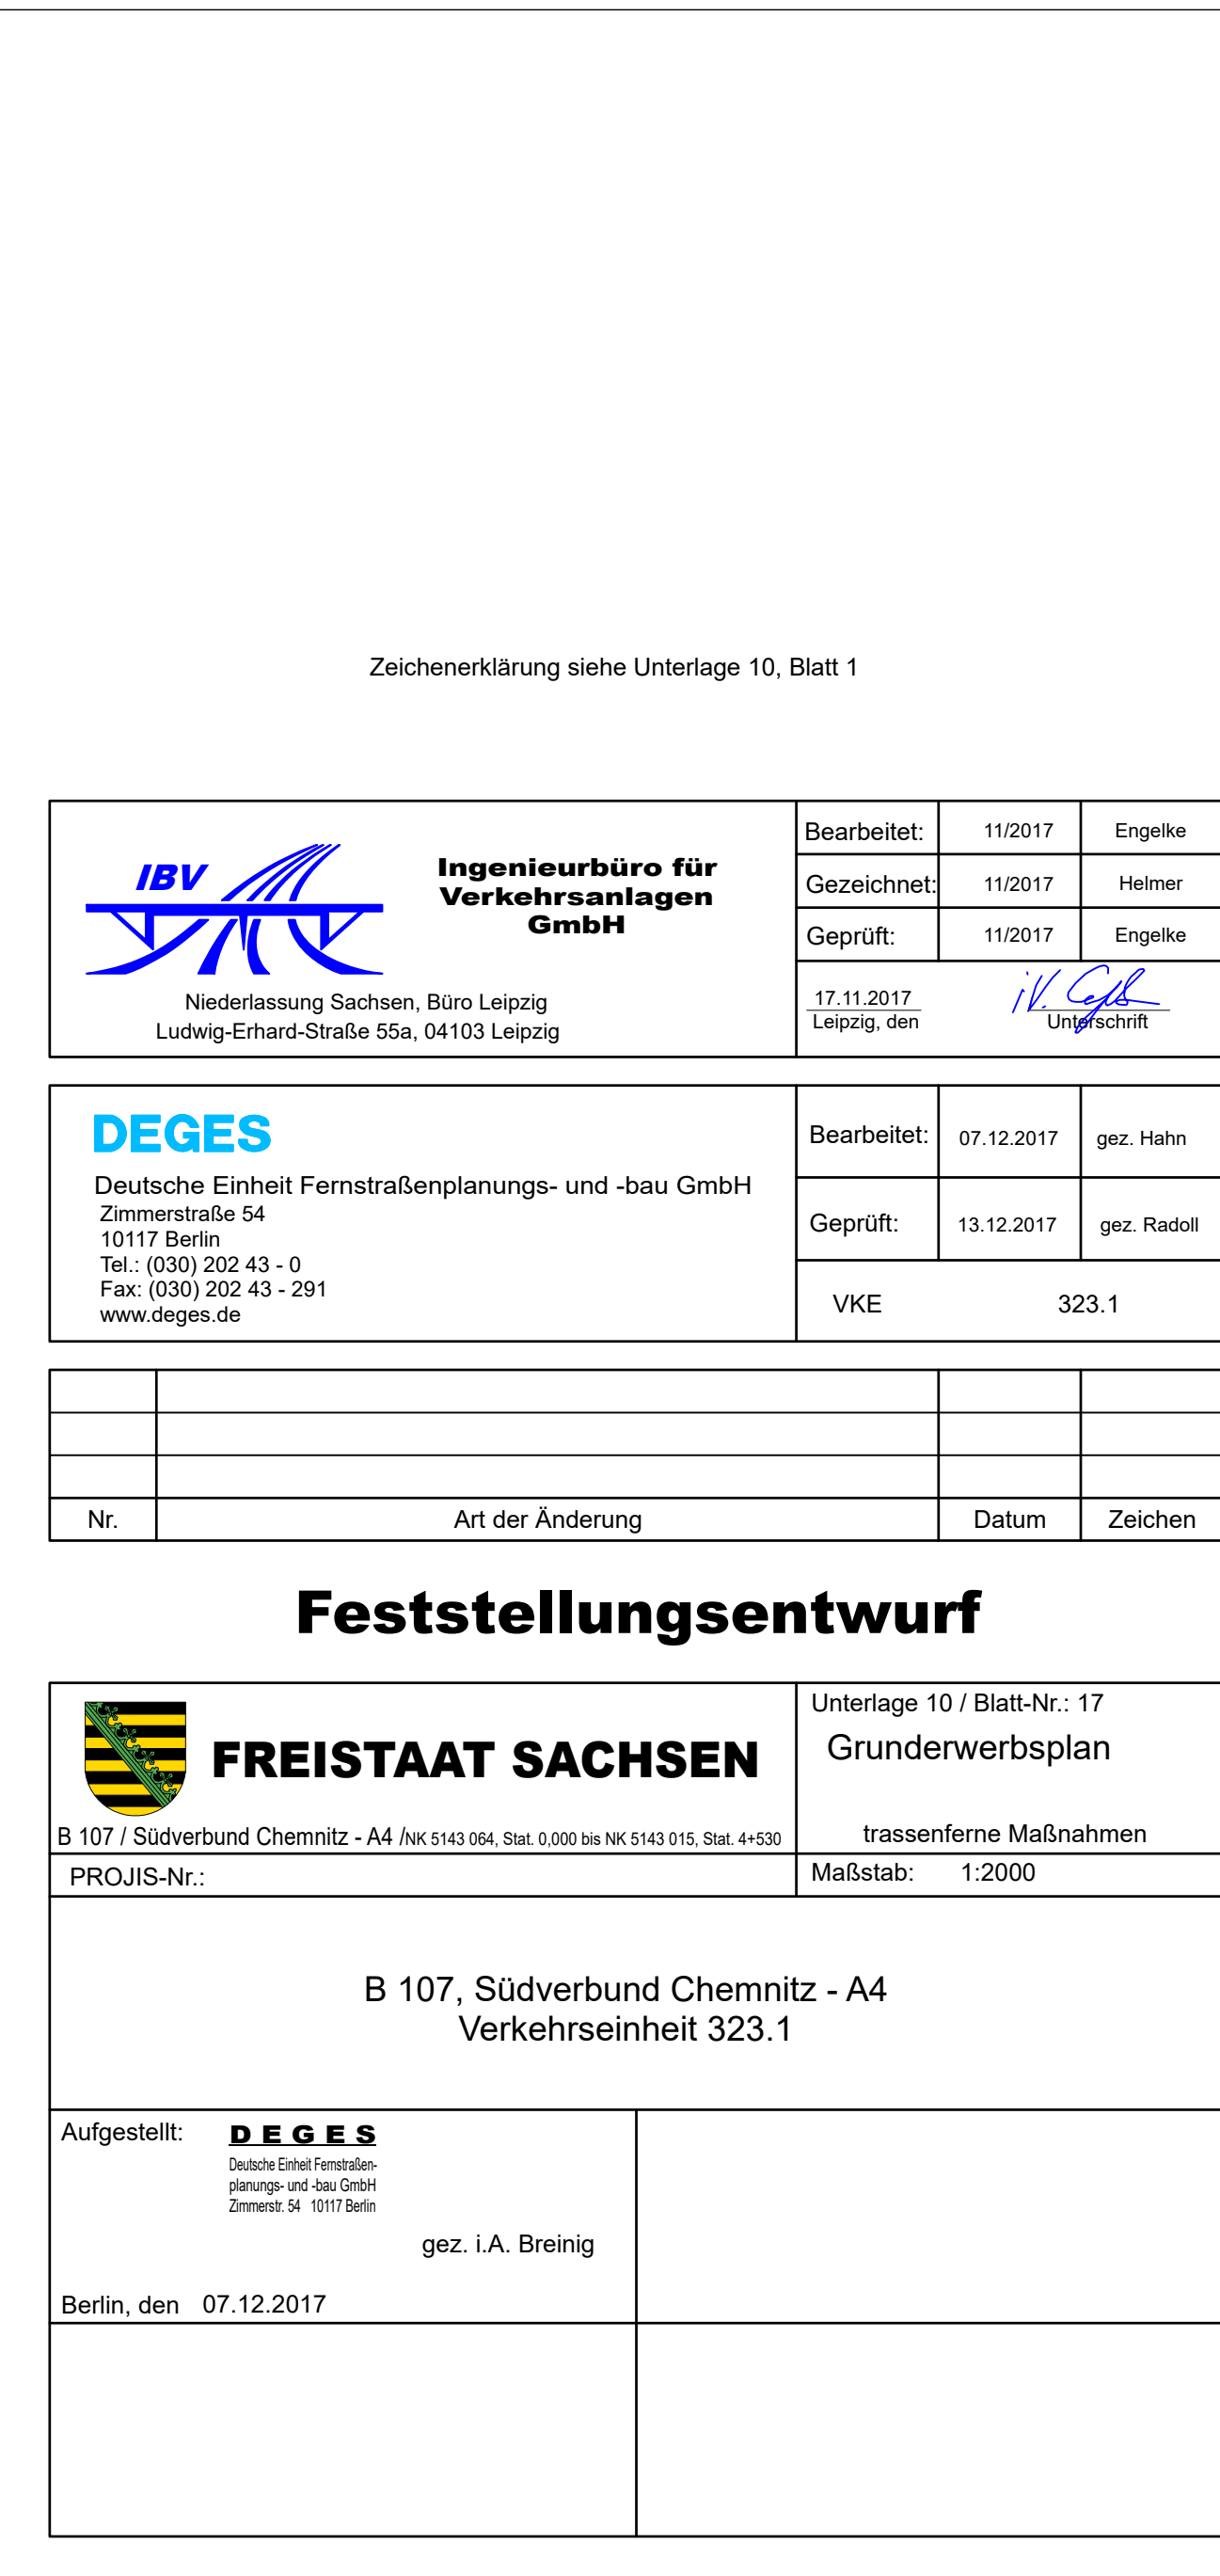 Zeichenerklärung siehe Unterlage 10, Blatt 1
IBV
Ingenieurbüro für
Verkehrsanlagen
GmbH
Niederlassung Sachsen, Büro Leipzig
Ludwig-Erhard-Straße 55a, 04103 Leipzig
Bearbeitet: 11/2017 Engelke
Gezeichnet: 11/2017 Helmer
Geprüft: 11/2017 Engelke
17.11.2017
Leipzig, den Unterschrift
DEGES
Deutsche Einheit Fernstraßenplanungs- und -bau GmbH
Zimmerstraße 54
10117 Berlin
Tel.: (030) 202 43 - 0
Fax: (030) 202 43 - 291
www.deges.de
Bearbeitet: 07.12.2017 gez. Hahn
Geprüft: 13.12.2017 gez. Radoll
VKE 323.1
Nr. Art der Änderung Datum Zeichen
Feststellungsentwurf
FREISTAAT SACHSEN
B 107 / Südverbund Chemnitz - A4 /NK 5143 064, Stat. 0,000 bis NK 5143 015, Stat. 4+530
PROJIS-Nr.:
Unterlage 10 / Blatt-Nr.: 17
Grunderwerbsplan
trassenferne Maßnahmen
Maßstab: 1:2000
B 107, Südverbund Chemnitz - A4
Verkehrseinheit 323.1
Aufgestellt:
DEGES
Deutsche Einheit Fernstraßen-
planungs- und -bau GmbH
Zimmerstr. 54 10117 Berlin
gez. i.A. Breinig
Berlin, den 07.12.2017